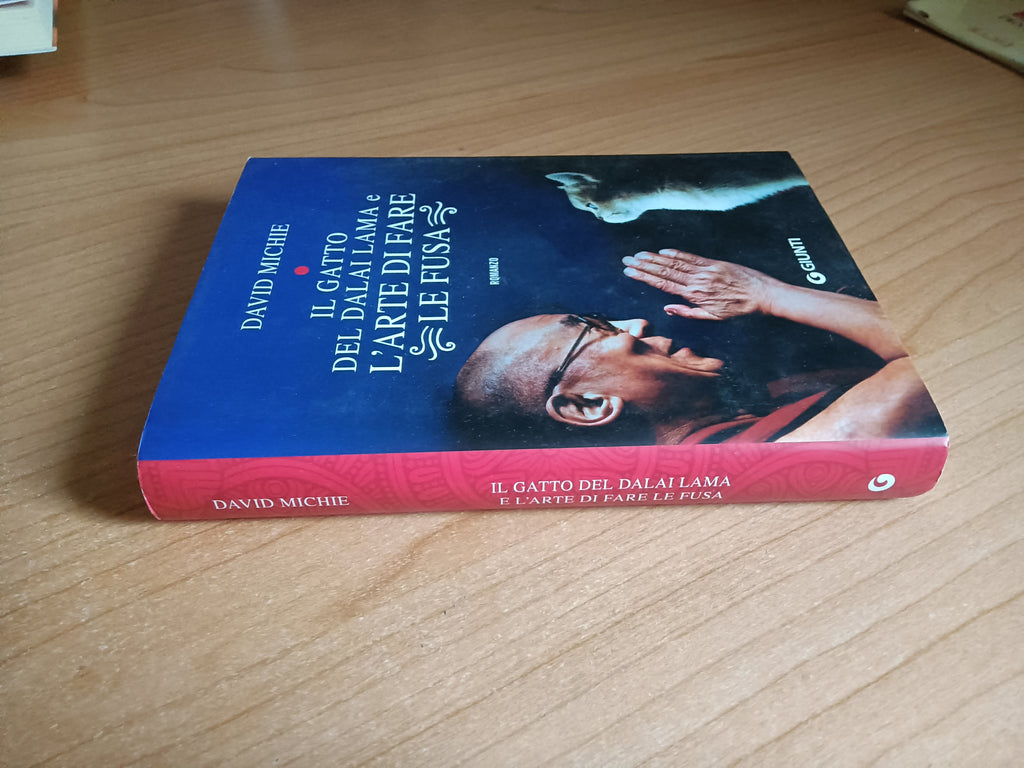 DAVID MICHIE
IL GATTO
DEL DALAI LAMA e
L'ARTE DI FARE
LE FUSA
ROMANZO
GIUNTI
DAVID MICHIE
IL GATTO DEL DALAI LAMA
E L'ARTE DI FARE LE FUSA